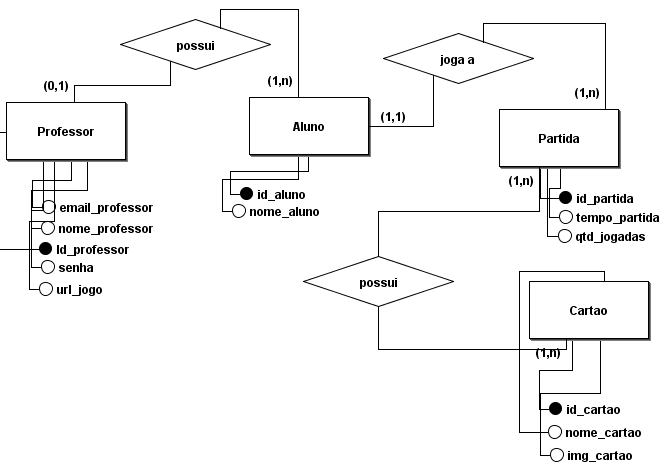 possui
joga a
(0,1)
(1,n)
(1,n)
(1,1)
Professor
Aluno
Partida
(1,n)
id_aluno
nome_aluno
id_partida
tempo_partida
qtd_jogadas
email_professor
nome_professor
Id_professor
senha
url_jogo
possui
Cartao
(1,n)
id_cartao
nome_cartao
img_cartao